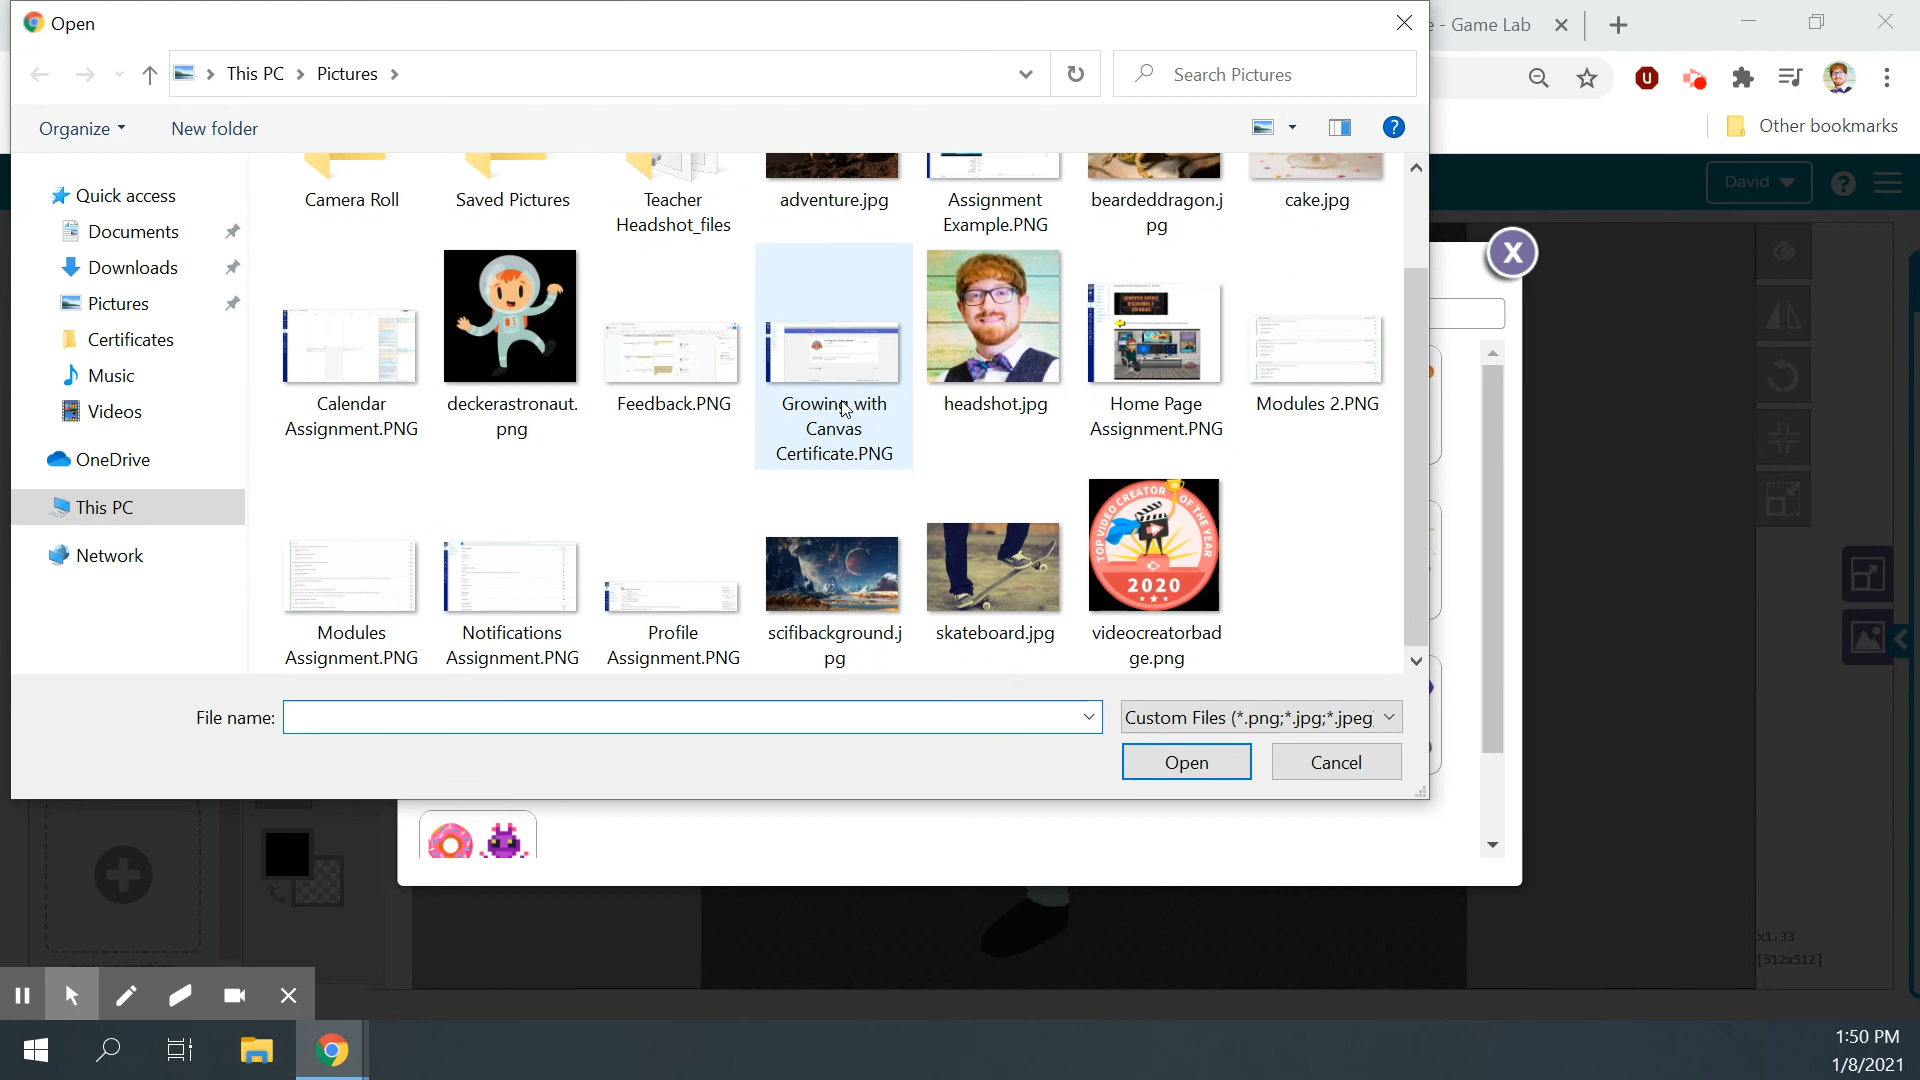 Open
- Game Lab
This PC
Pictures
Search Pictures
Organize
New folder
Other bookmarks
David
Quick access
Documents
Downloads
Pictures
Certificates
Music
Videos
OneDrive
This PC
Network
Camera Roll
Saved Pictures
Teacher
Headshot_files
adventure.jpg
Assignment
Example.PNG
beardeddragon.j
pg
cake.jpg
Calendar
Assignment.PNG
deckerastronaut.
png
Feedback.PNG
Growing with
Canvas
Certificate.PNG
headshot.jpg
Home Page
Assignment.PNG
Modules 2.PNG
Modules
Assignment.PNG
Notifications
Assignment.PNG
Profile
Assignment.PNG
scifibackground.j
pg
skateboard.jpg
TOP VIDEO CREATOR OF THE YEAR
2020
videocreatorbad
ge.png
File name:
Custom Files (*.png;*.jpg;*.jpeg
Open
Cancel
X
x1.33
[512x512]
1:50 PM
1/8/2021